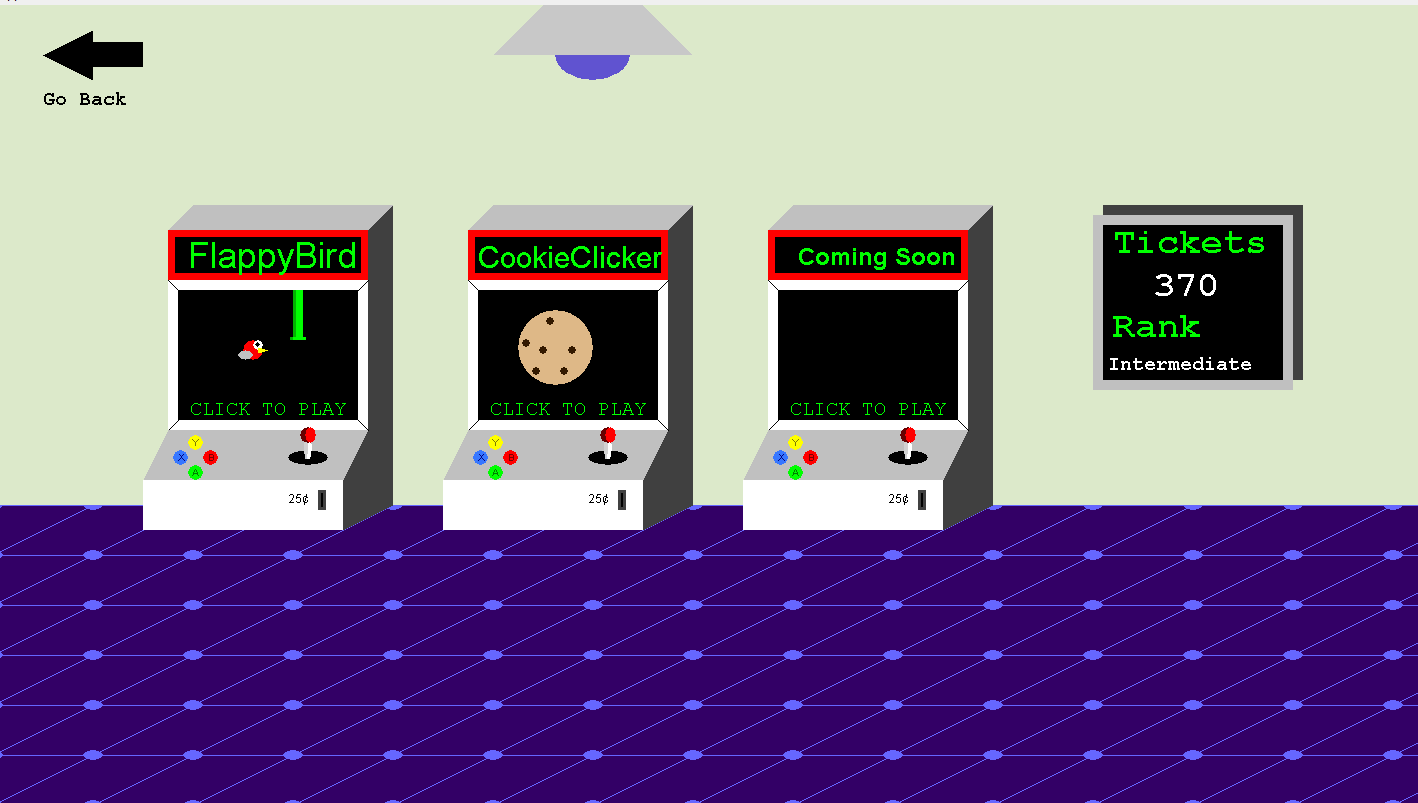 Go Back
FlappyBird
CLICK TO PLAY
Y
X B
A
25¢
CookieClicker
CLICK TO PLAY
Y
X B
A
25¢
Coming Soon
CLICK TO PLAY
Y
X B
A
25¢
Tickets
370
Rank
Intermediate